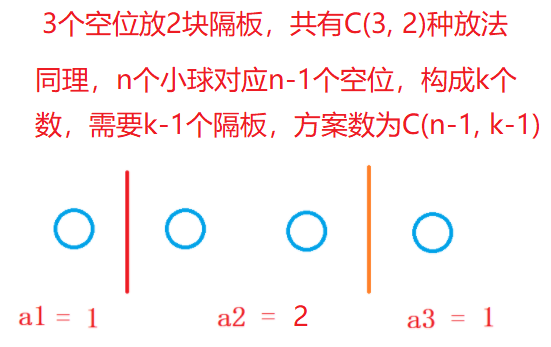 3个空位放2块隔板，共有C(3, 2)种放法
同理，n个小球对应n-1个空位，构成k个
数，需要k-1个隔板，方案数为C(n-1, k-1)
a1 = 1 a2 = 2 a3 = 1